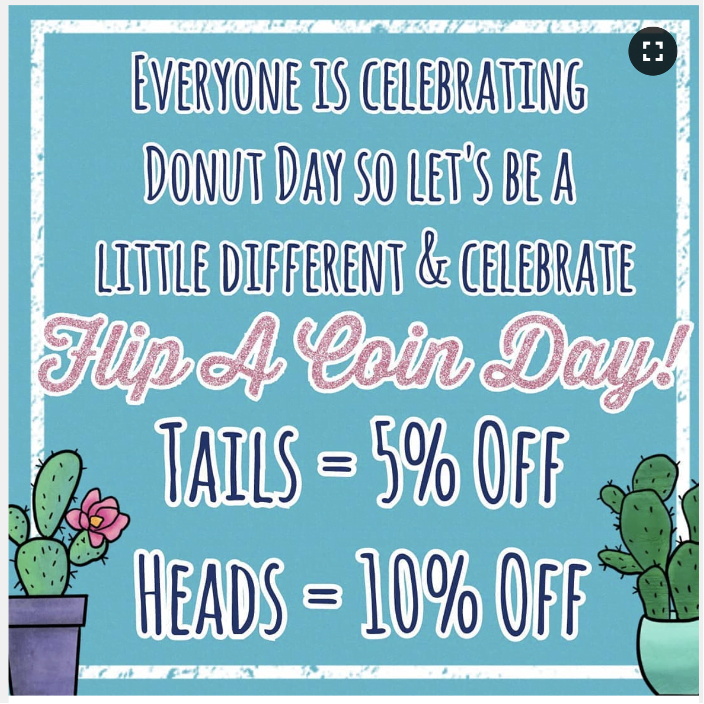 Everyone is celebrating
Donut Day so let's be a
little different & celebrate
Flip A Coin Day!
Tails = 5% Off
Heads = 10% Off